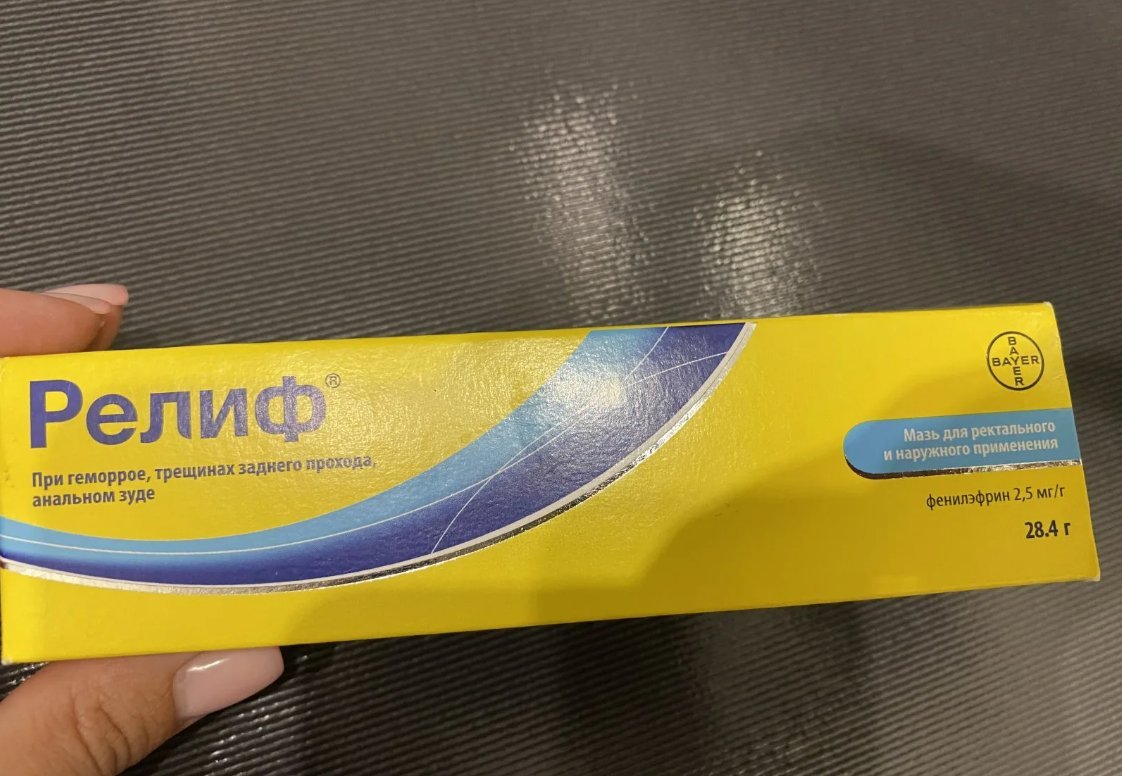 Релиф®
При геморрое, трещинах заднего прохода,
анальном зуде
BAYER
BAYER
Мазь для ректального
и наружного применения
фенилэфрин 2,5 мг/г
28.4 г